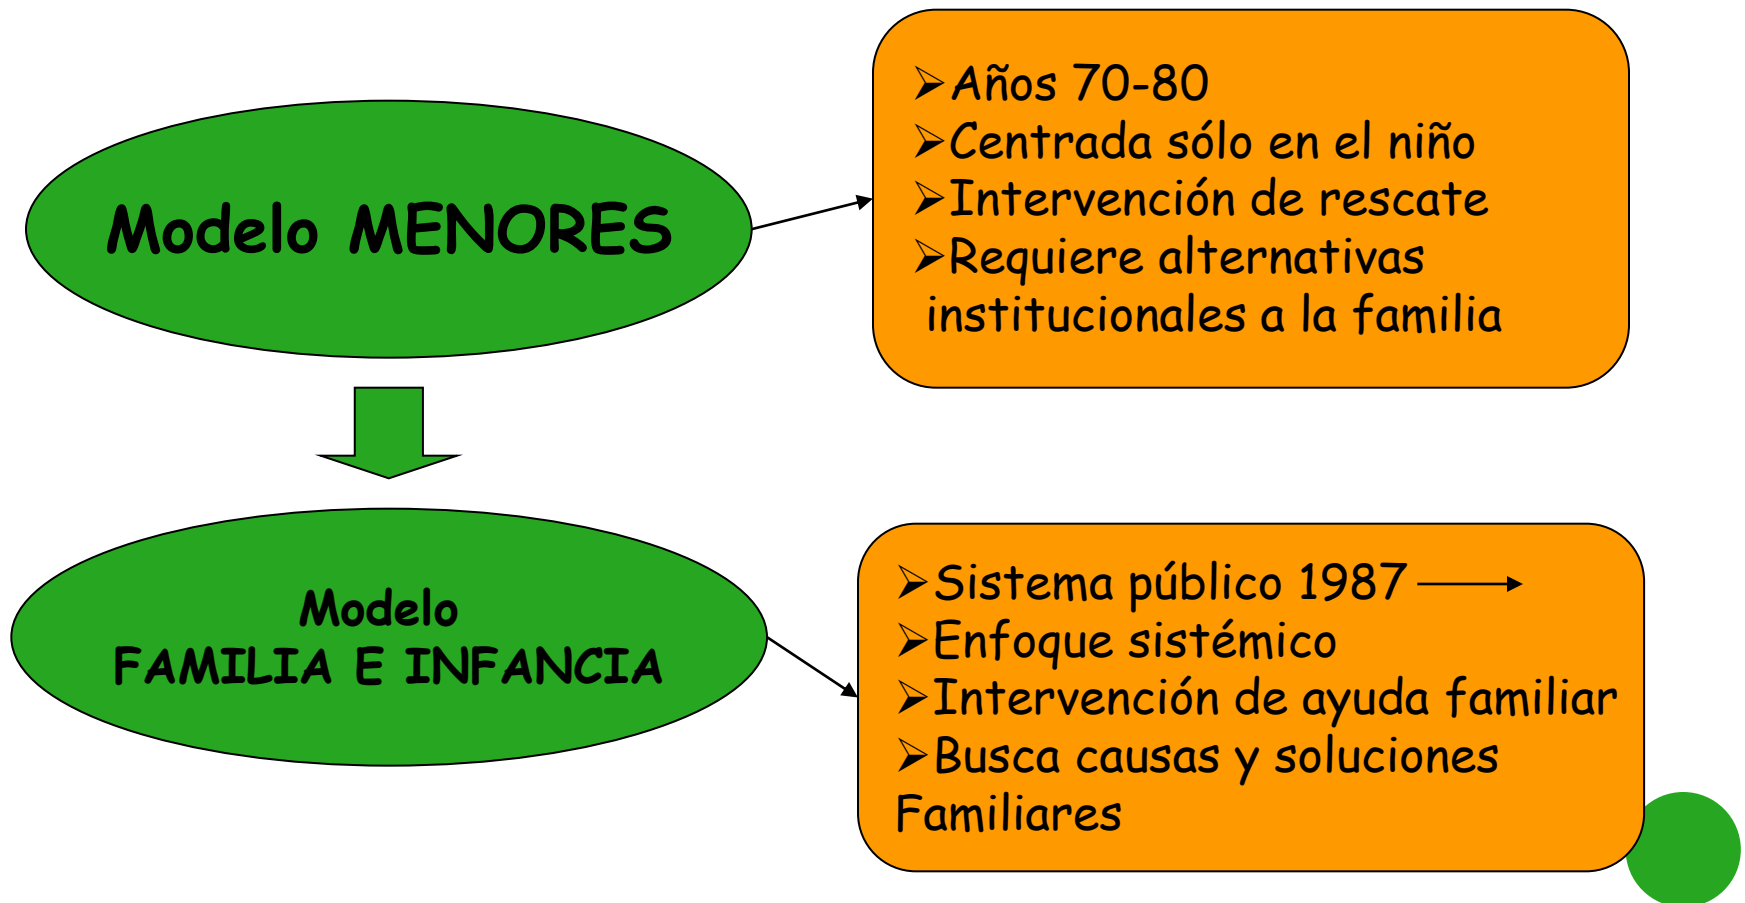 Modelo MENORES
➢Años 70-80
➢Centrada sólo en el niño
➢Intervención de rescate
➢Requiere alternativas
institucionales a la familia
Modelo
FAMILIA E INFANCIA
➢Sistema público 1987
➢Enfoque sistémico
➢Intervención de ayuda familiar
➢Busca causas y soluciones
Familiares